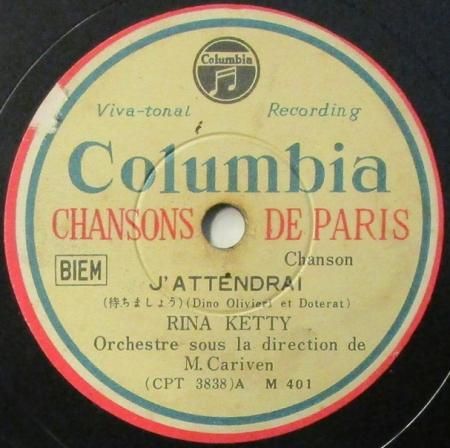 Columbia
Viva-tonal Recording
Columbia
CHANSONS DE PARIS
Chanson
BIEM
J'ATTENDRAI
(待ちましょう) (Dino Olivieri et Doterat)
RINA KETTY
Orchestre sous la direction de
M. Cariven
(CPT 3838)A M 401